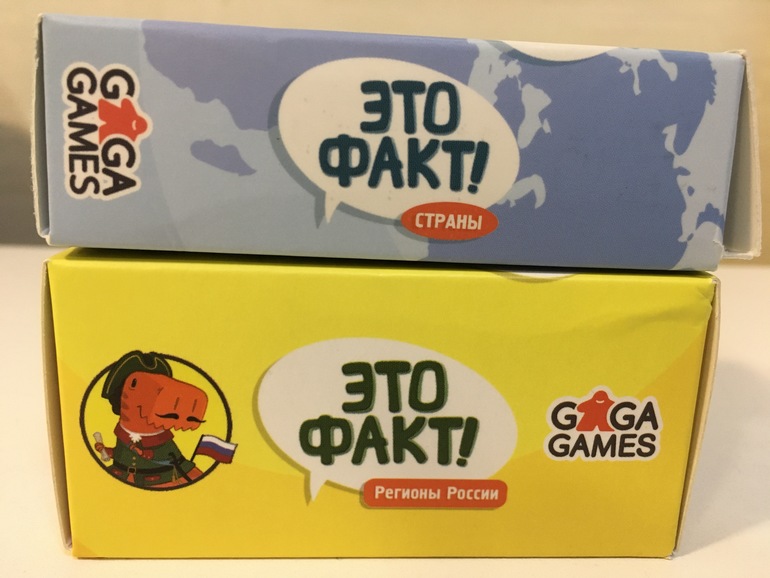 GAGA
GAMES
ЭТО
ФАКТ!
СТРАНЫ
ЭТО
ФАКТ!
Регионы России
GAGA
GAMES